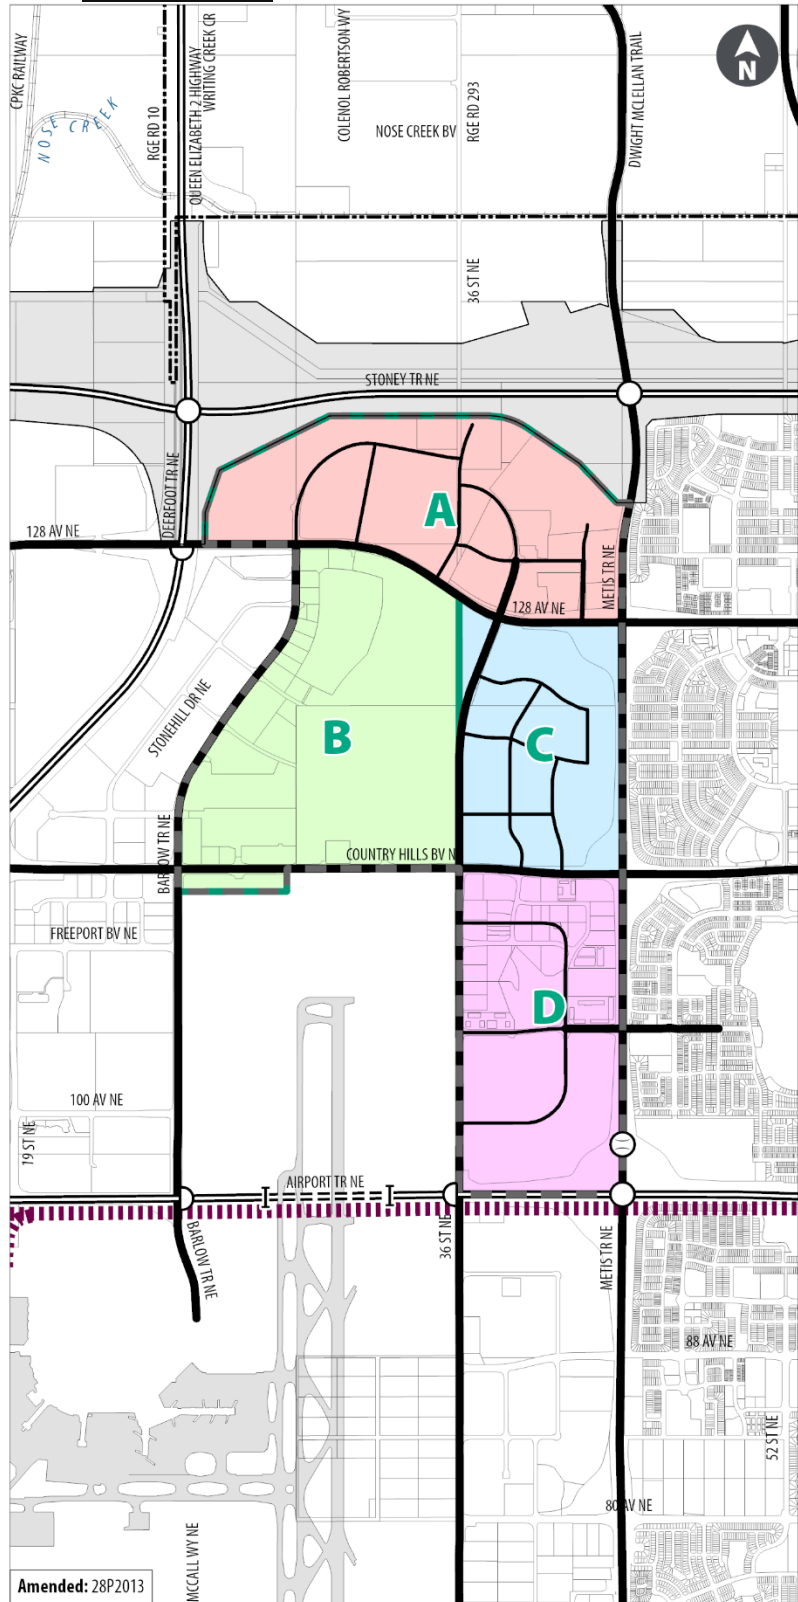 CPKC RAILWAY
NOSE CREEK
RGE RD 10
QUEEN ELIZABETH 2 HIGHWAY
WRITING CREEK CR
COLENOL ROBERTSON WY
NOSE CREEK BV
RGE RD 293
DWIGHT MCLELLAN TRAIL
N
36 ST NE
STONEY TR NE
DEERFOOT TR NE
128 AV NE
A
METIS TR NE
128 AV NE
STONEHILL DR NE
B
C
BARLOW TR NE
COUNTRY HILLS BV N
FREEPORT BV NE
D
100 AV NE
19 ST NE
AIRPORT TR NE
BARLOW TR NE
36 ST NE
METIS TR NE
88 AV NE
52 ST NE
80 AV NE
MCCALL WY NE
Amended: 28P2013